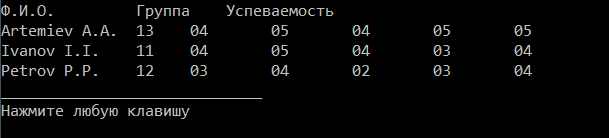 Ф.И.О. Группа Успеваемость
Artemiev A.A. 13 04 05 04 05 05
Ivanov I.I. 11 04 05 04 03 04
Petrov P.P. 12 03 04 02 03 04
_____________________________
Нажмите любую клавишу